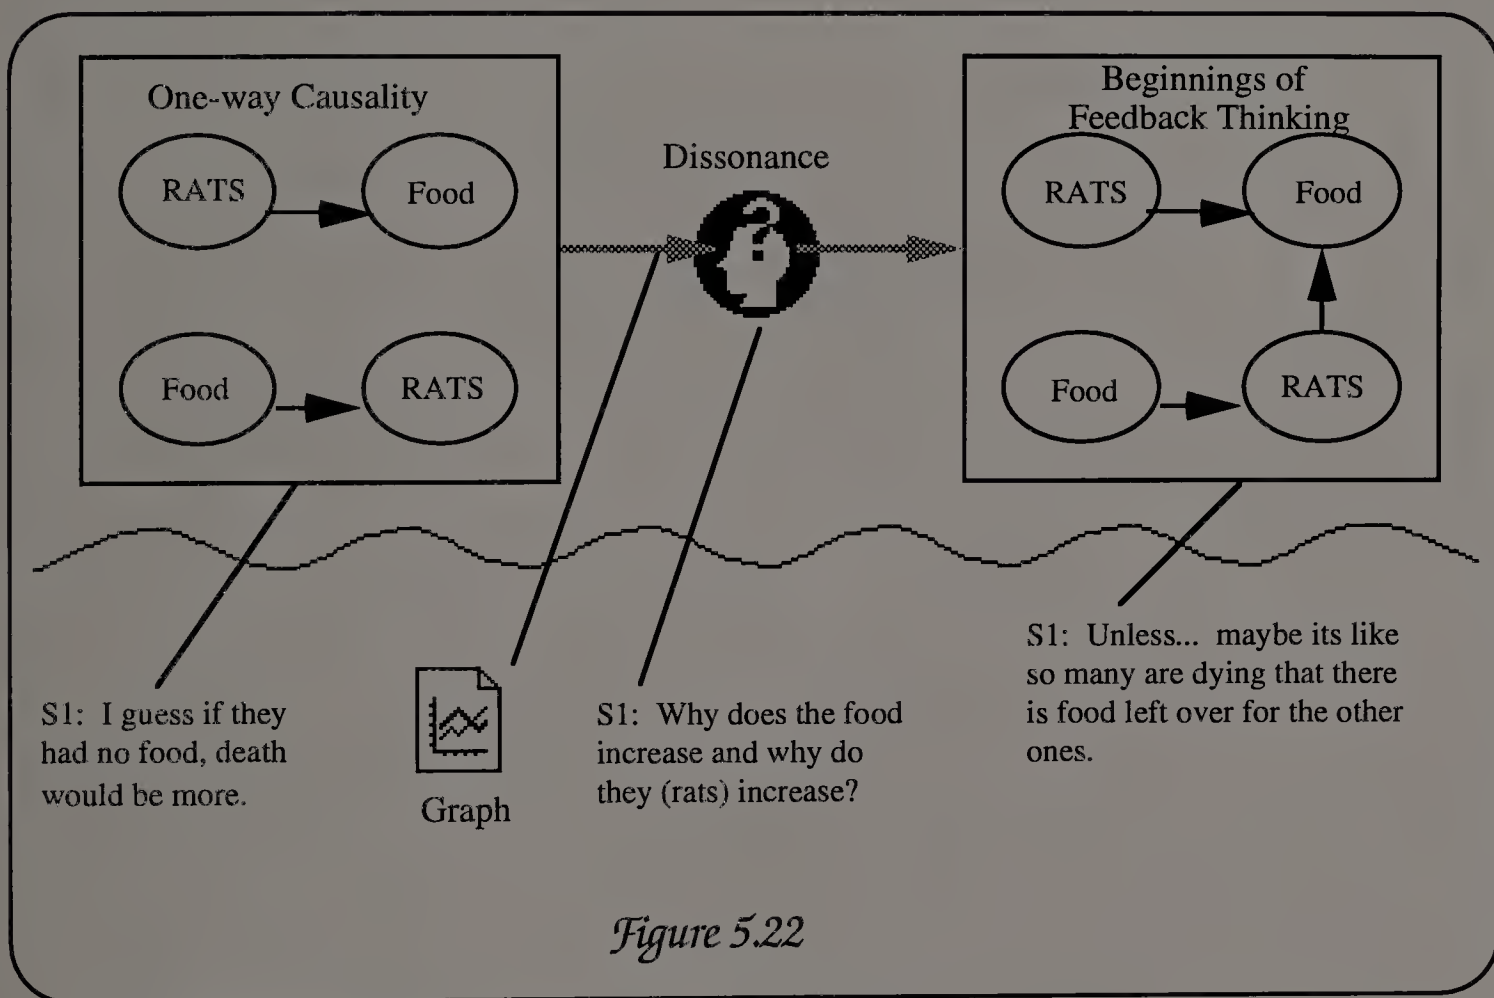 One-way Causality
RATS
Food
Food
RATS
Dissonance
?
Beginnings of
Feedback Thinking
RATS
Food
Food
RATS
S1: I guess if they
had no food, death
would be more.
Graph
S1: Why does the food
increase and why do
they (rats) increase?
S1: Unless... maybe its like
so many are dying that there
is food left over for the other
ones.
Figure 5.22